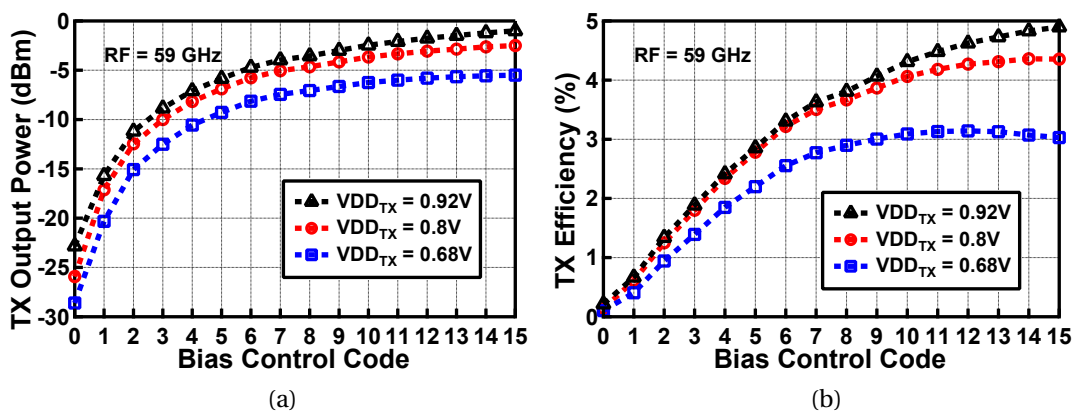 0
-5
-10
-15
-20
-25
-30
TX Output Power (dBm)
RF = 59 GHz
VDDTX = 0.92V
VDDTX = 0.8V
VDDTX = 0.68V
0 1 2 3 4 5 6 7 8 9 10 11 12 13 14 15
Bias Control Code
(a)
5
4
3
2
1
0
TX Efficiency (%)
RF = 59 GHz
VDDTX = 0.92V
VDDTX = 0.8V
VDDTX = 0.68V
0 1 2 3 4 5 6 7 8 9 10 11 12 13 14 15
Bias Control Code
(b)